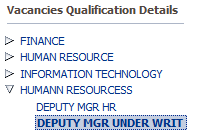 Vacancies Qualification Details
FINANCE
HUMAN RESOURCE
INFORMATION TECHNOLOGY
HUMANN RESOURCESS
DEPUTY MGR HR
DEPUTY MGR UNDER WRIT